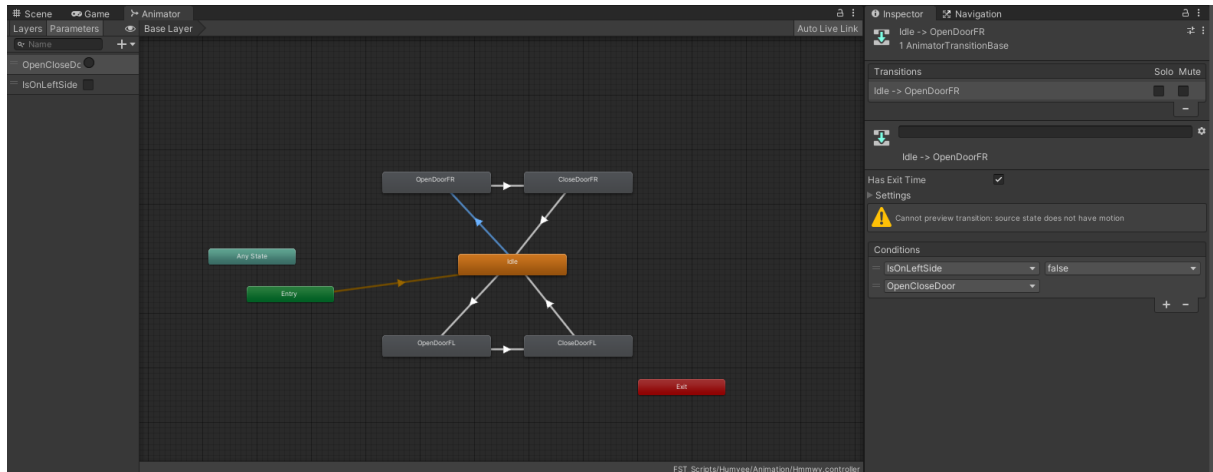 Scene Game Animator
Layers Parameters Base Layer Auto Live Link
Name
OpenCloseDo
IsOnLeftSide
OpenDoorFR CloseDoorFR
Any State
Idle
Entry
OpenDoorFL CloseDoorFL
Exit
FST_Scripts/Humvee/Animation/Hmmwv.controller
Inspector Navigation
Idle -> OpenDoorFR
1 AnimatorTransitionBase
Transitions Solo Mute
Idle -> OpenDoorFR
Idle -> OpenDoorFR
Has Exit Time
Settings
Cannot preview transition: source state does not have motion
Conditions
IsOnLeftSide false
OpenCloseDoor